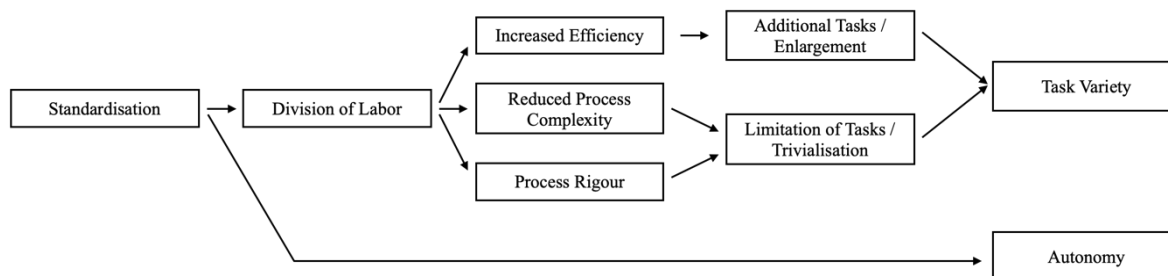 Standardisation
Division of Labor
Increased Efficiency
Reduced Process
Complexity
Process Rigour
Additional Tasks /
Enlargement
Limitation of Tasks /
Trivialisation
Task Variety
Autonomy